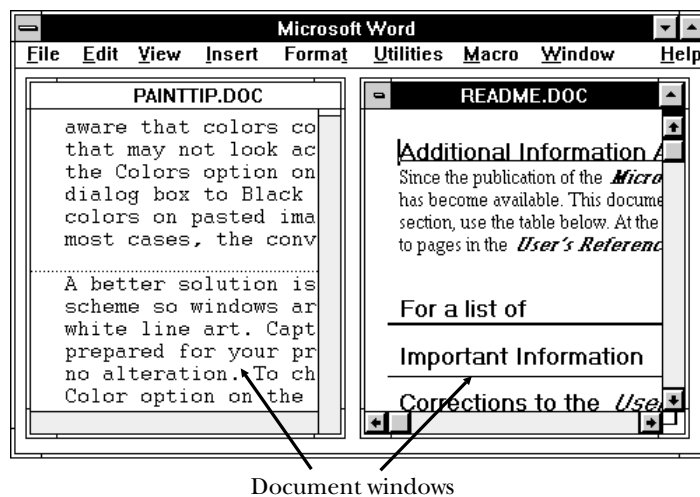 Microsoft Word
File Edit View Insert Format Utilities Macro Window Help
PAINTTIP.DOC
aware that colors co
that may not look ac
the Colors option on
dialog box to Black
colors on pasted ima
most cases, the conv
A better solution is
scheme so windows ar
white line art. Capt
prepared for your pr
no alteration. To ch
Color option on the
README.DOC
Additional Information A
Since the publication of the Micro
has become available. This docume
section, use the table below. At the
to pages in the User's Referenc
For a list of
Important Information
Corrections to the User
Document windows